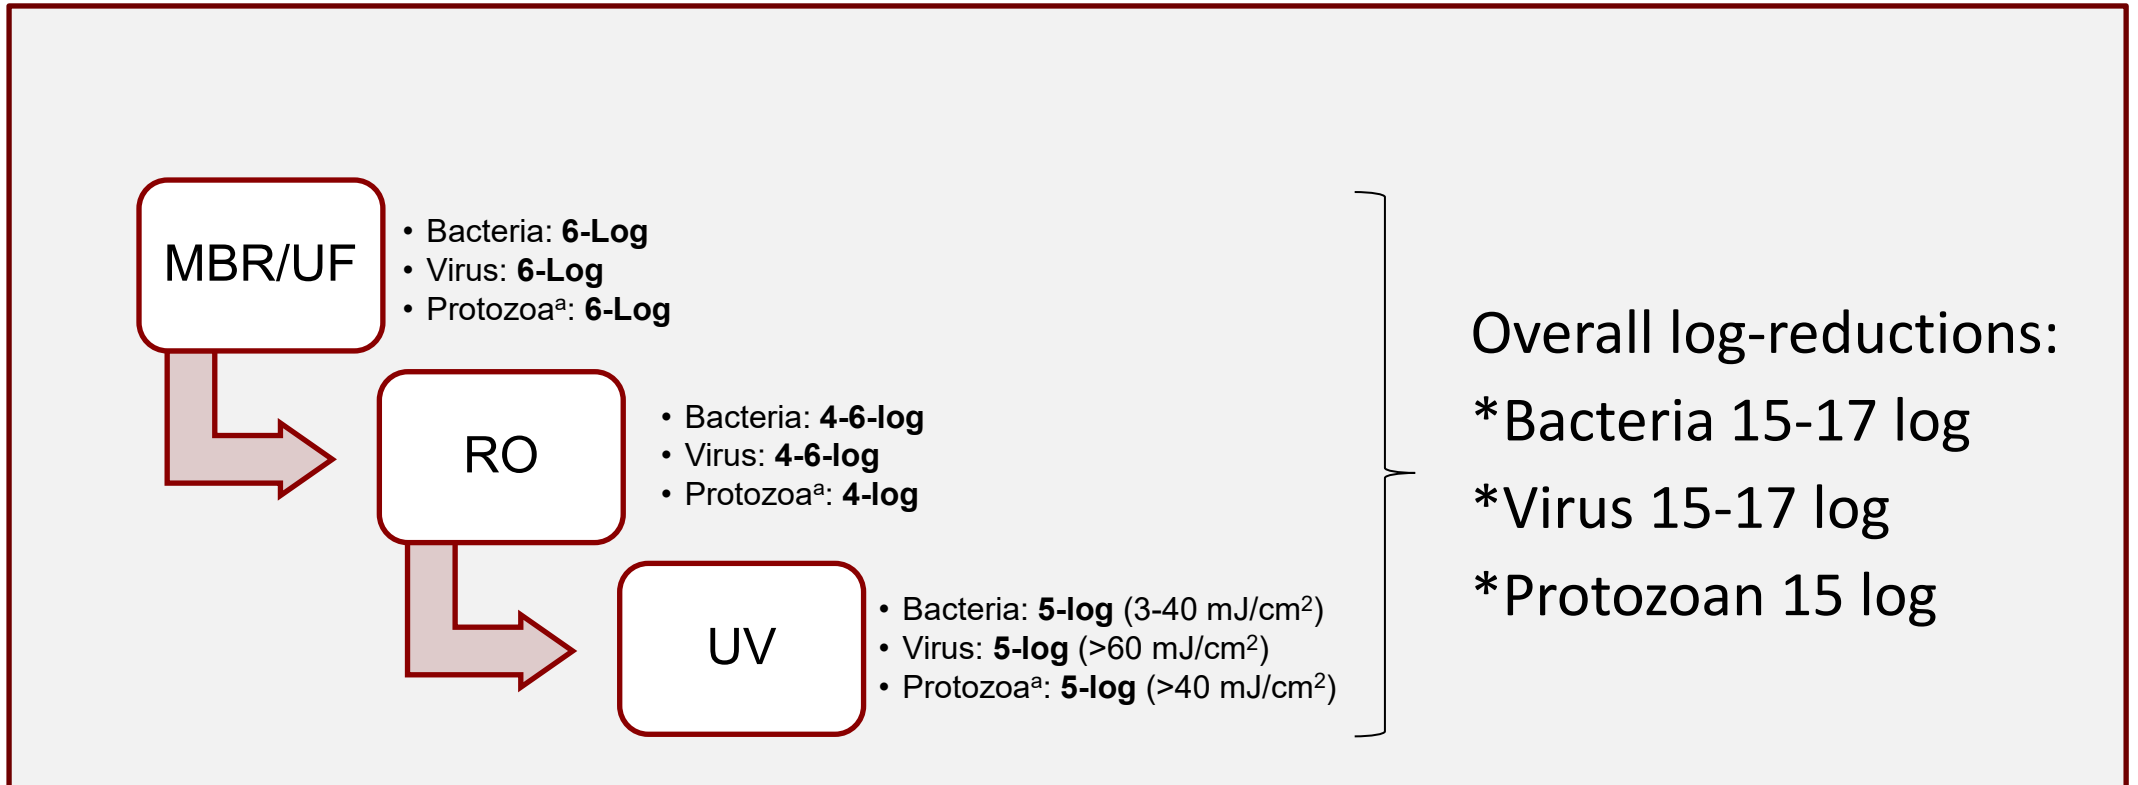 MBR/UF
• Bacteria: 6-Log
• Virus: 6-Log
• Protozoaᵃ: 6-Log
RO
• Bacteria: 4-6-log
• Virus: 4-6-log
• Protozoaᵃ: 4-log
UV
• Bacteria: 5-log (3-40 mJ/cm²)
• Virus: 5-log (>60 mJ/cm²)
• Protozoaᵃ: 5-log (>40 mJ/cm²)
Overall log-reductions:
*Bacteria 15-17 log
*Virus 15-17 log
*Protozoan 15 log